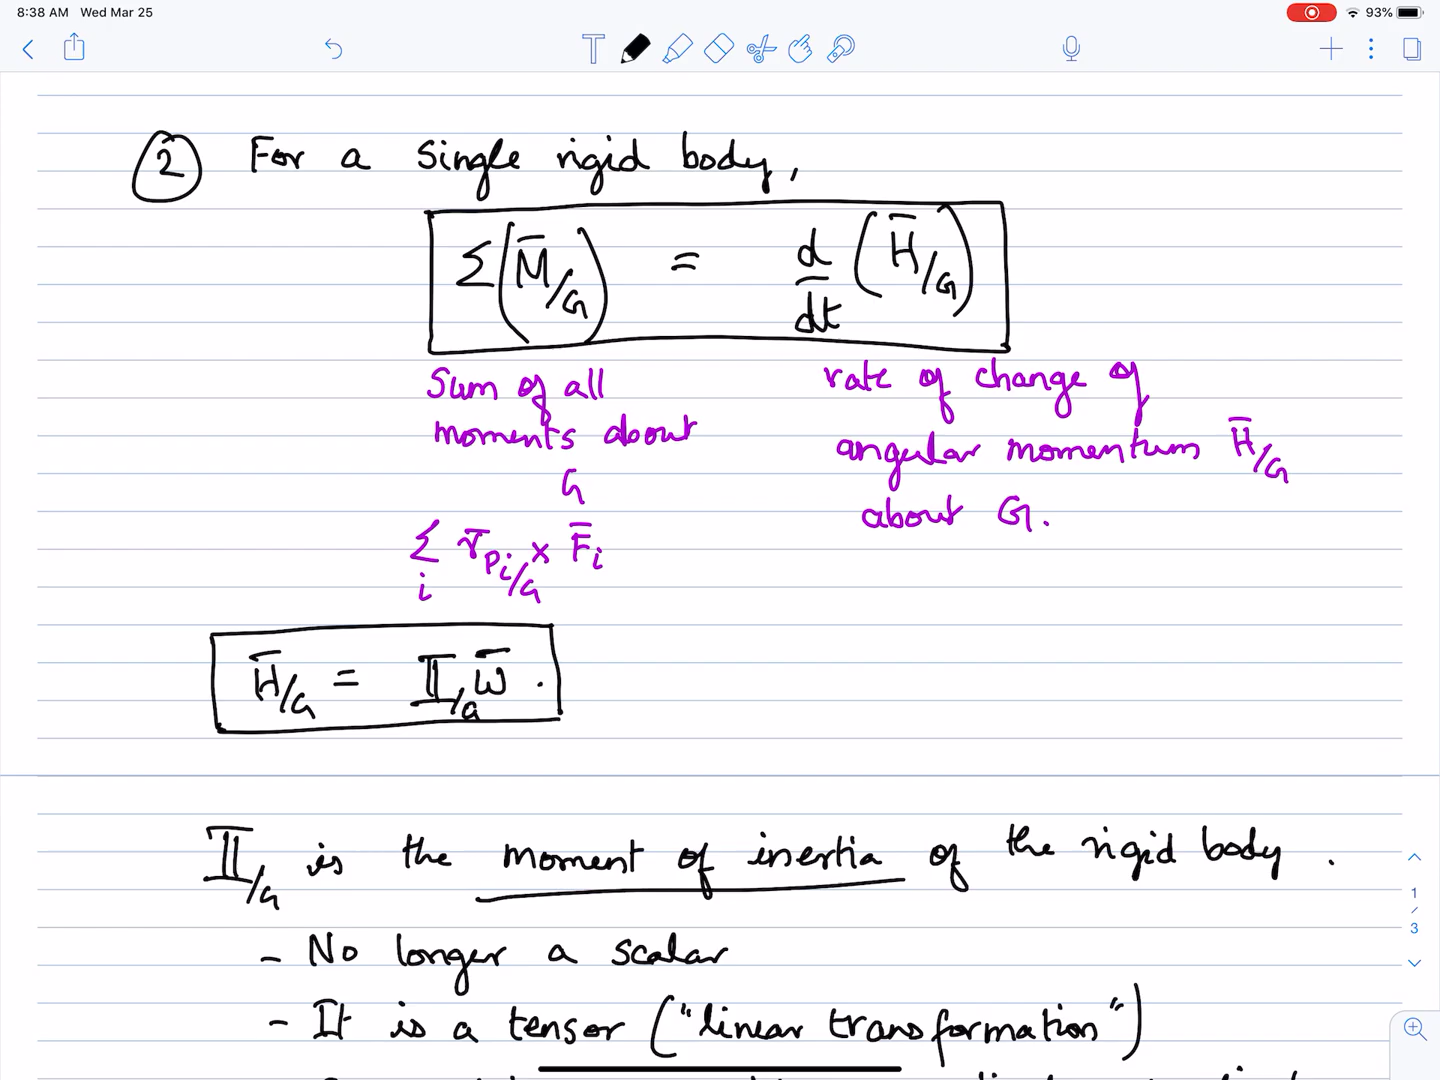 8:38 AM Wed Mar 25
93%
T
② For a single rigid body,
Σ(M̄/G) = d/dt (H̄/G)
Sum of all
moments about
G
Σ r̄Pi/G × F̄i
i
rate of change of
angular momentum H̄/G
about G.
H̄/G = 𝕀/G ω̄ .
𝕀/G is the moment of inertia of the rigid body .
1
/
3
- No longer a scalar
- It is a tensor ("linear transformation")